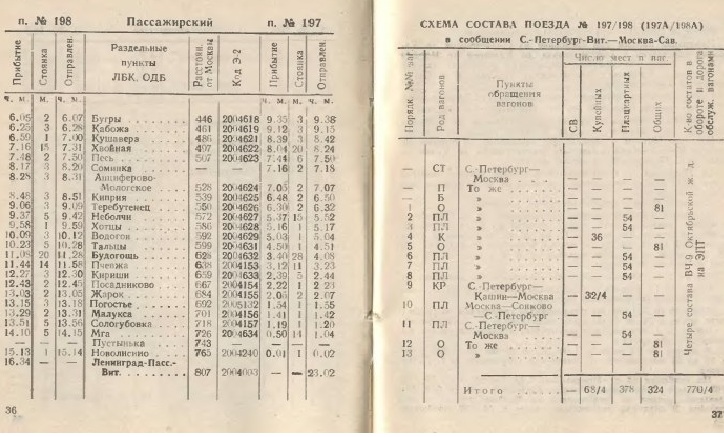 п. № 198 Пассажирский п. № 197
Прибытие Стоянка Отправлен. Раздельные пункты ЛБК, ОДБ Расстоян. от Москвы Код Э-2 Прибытие Стоянка Отправлен.
ч. м. м. ч. м. ч. м. м. ч. м.
6.05 2 6.07 Бугры 446 2004618 9.35 3 9.38
6.25 3 6.28 Кабожа 461 2004619 9.12 3 9.15
6.59 1 7.00 Кушавера 486 2004621 8.39 3 8.42
7.16 15 7.31 Хвойная 497 2004622 8.04 20 8.24
7.48 2 7.50 Песь 507 2004623 7.44 6 7.50
8.17 3 8.20 Соминка — — 7.16 2 7.18
8.28 3 8.31 Анциферово-
Мологское 528 2004624 7.05 2 7.07
8.48 3 8.51 Киприя 539 2004625 6.48 2 6.50
9.06 3 9.09 Теребутенец 550 2004626 6.30 2 6.32
9.37 5 9.42 Неболчи 572 2004627 5.37 15 5.52
9.58 1 9.59 Хотцы 586 2004628 5.16 1 5.17
10.09 3 10.12 Водогон 592 2004629 5.03 1 5.04
10.23 5 10.28 Тальцы 599 2004631 4.50 1 4.51
11.08 20 11.28 Будогощь 628 2004632 3.40 28 4.08
11.44 14 11.58 Пчевжа 638 2004153 3.12 11 3.23
12.27 3 12.30 Кириши 659 2004633 2.39 5 2.44
12.43 2 12.45 Посадниково 667 2004154 2.22 1 2.23
13.03 2 13.05 Жарок 684 2004155 2.05 2 2.07
13.15 3 13.18 Погостье 692 2005132 1.54 1 1.55
13.29 2 13.31 Малукса 701 2004156 1.41 1 1.42
13.51 5 13.56 Сологубовка 718 2004157 1.19 1 1.20
14.10 5 14.15 Мга 726 2004634 0.50 14 1.04
— — — Пустынька 743 — — —
15.13 1 15.14 Новолисино 765 2004240 0.01 1 0.02
16.34 — — Ленинград-Пасс.-
Вит. 807 2004003 — — 23.02
36
СХЕМА СОСТАВА ПОЕЗДА № 197/198 (197А/198А)
в сообщении С.-Петербург-Вит.—Москва-Сав.
Порядк. №№ ваг. Род вагонов Пункты обращения вагонов Число мест в ваг. К-во составов в обороте и дорога обслуж. вагонами
СВ Купейных Плацкартных Общих
— СТ С.-Петербург—
Москва — — — —
— П То же — — — —
— Б » — — — —
1 О » — — — 81
2 ПЛ » — — 54 —
3 ПЛ » — — 54 —
4 К » — 36 — —
5 О » — — — 81
6 ПЛ » — — 54 —
7 ПЛ » — — 54 —
8 ПЛ » — — 54 —
9 КР С.-Петербург—
Кашин—Москва — 32/4 — —
10 ПЛ Москва—Сонково
—С-Петербург — — 54 —
11 ПЛ С.-Петербург—
Москва — — 54 —
12 О То же — — — 81
13 О » — — — 81
Четыре состава ВЧ 9 Октябрьской ж. д. на ЭПТ
Итого — 68/4 378 324 770/4
37